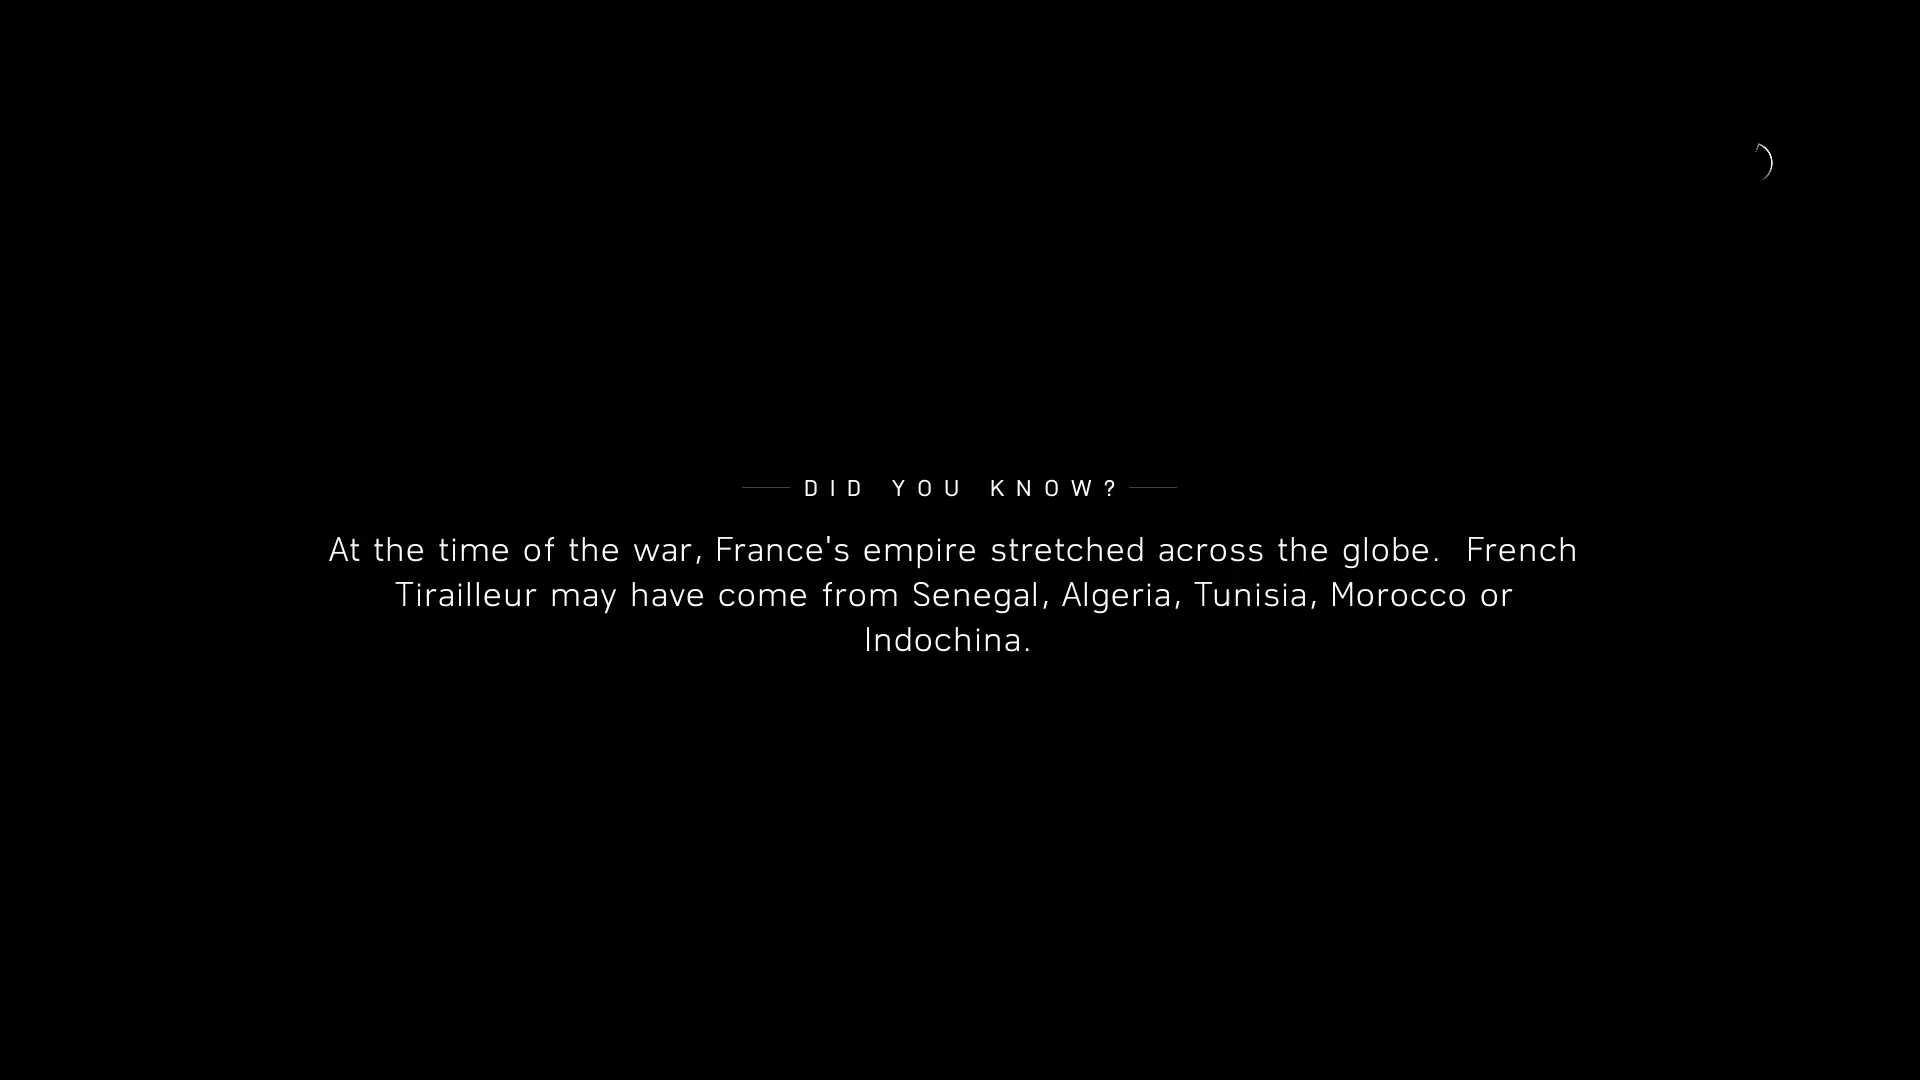 DID YOU KNOW?
At the time of the war, France's empire stretched across the globe.  French
Tirailleur may have come from Senegal, Algeria, Tunisia, Morocco or
Indochina.